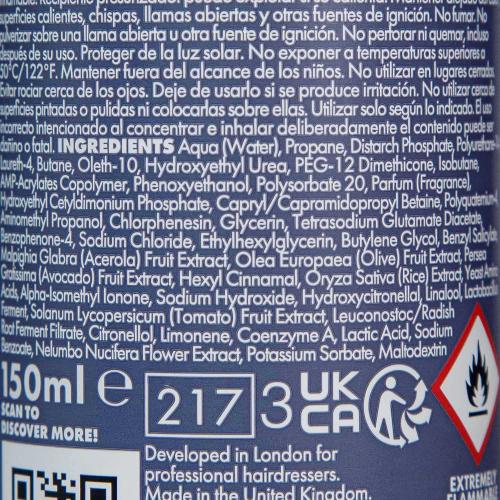 superficies calientes, chispas, llamas abiertas y otras fuentes de ignición. No fumar. No
pulverizar sobre una llama abierta u otra fuente de ignición. No perforar ni quemar, incluso
después de su uso. Proteger de la luz solar. No exponer a temperaturas superiores a
50°C/122°F. Mantener fuera del alcance de los niños. No utilizar en lugares cerrados.
Evitar rociar cerca de los ojos. Deje de usarlo si se produce irritación. No utilizar cerca de
superficies pintadas o pulidas ni colocarlas sobre ellas. Utilizar solo según lo indicado. El uso
incorrecto intencionado al concentrar e inhalar deliberadamente el contenido puede ser
dañino o fatal. INGREDIENTS Aqua (Water), Propane, Distarch Phosphate, Polyurethane-
Laureth-4, Butane, Oleth-10, Hydroxyethyl Urea, PEG-12 Dimethicone, Isobutane,
AMP-Acrylates Copolymer, Phenoxyethanol, Polysorbate 20, Parfum (Fragrance),
Hydroxyethyl Cetyldimonium Phosphate, Capryl/Capramidopropyl Betaine, Polyquaternium-
Aminomethyl Propanol, Chlorphenesin, Glycerin, Tetrasodium Glutamate Diacetate,
Benzophenone-4, Sodium Chloride, Ethylhexylglycerin, Butylene Glycol, Benzyl Salicylate
Malpighia Glabra (Acerola) Fruit Extract, Olea Europaea (Olive) Fruit Extract, Persea
Gratissima (Avocado) Fruit Extract, Hexyl Cinnamal, Oryza Sativa (Rice) Extract, Yeast Amino
Acids, Alpha-Isomethyl Ionone, Sodium Hydroxide, Hydroxycitronellal, Linalool, Lactobacillus
Ferment, Solanum Lycopersicum (Tomato) Fruit Extract, Leuconostoc/Radish
Root Ferment Filtrate, Citronellol, Limonene, Coenzyme A, Lactic Acid, Sodium
Benzoate, Nelumbo Nucifera Flower Extract, Potassium Sorbate, Maltodextrin
150ml e 217 3 UK CA
SCAN TO
DISCOVER MORE!
Developed in London for
professional hairdressers.
Made in the United Kingdom.
EXTREMELY